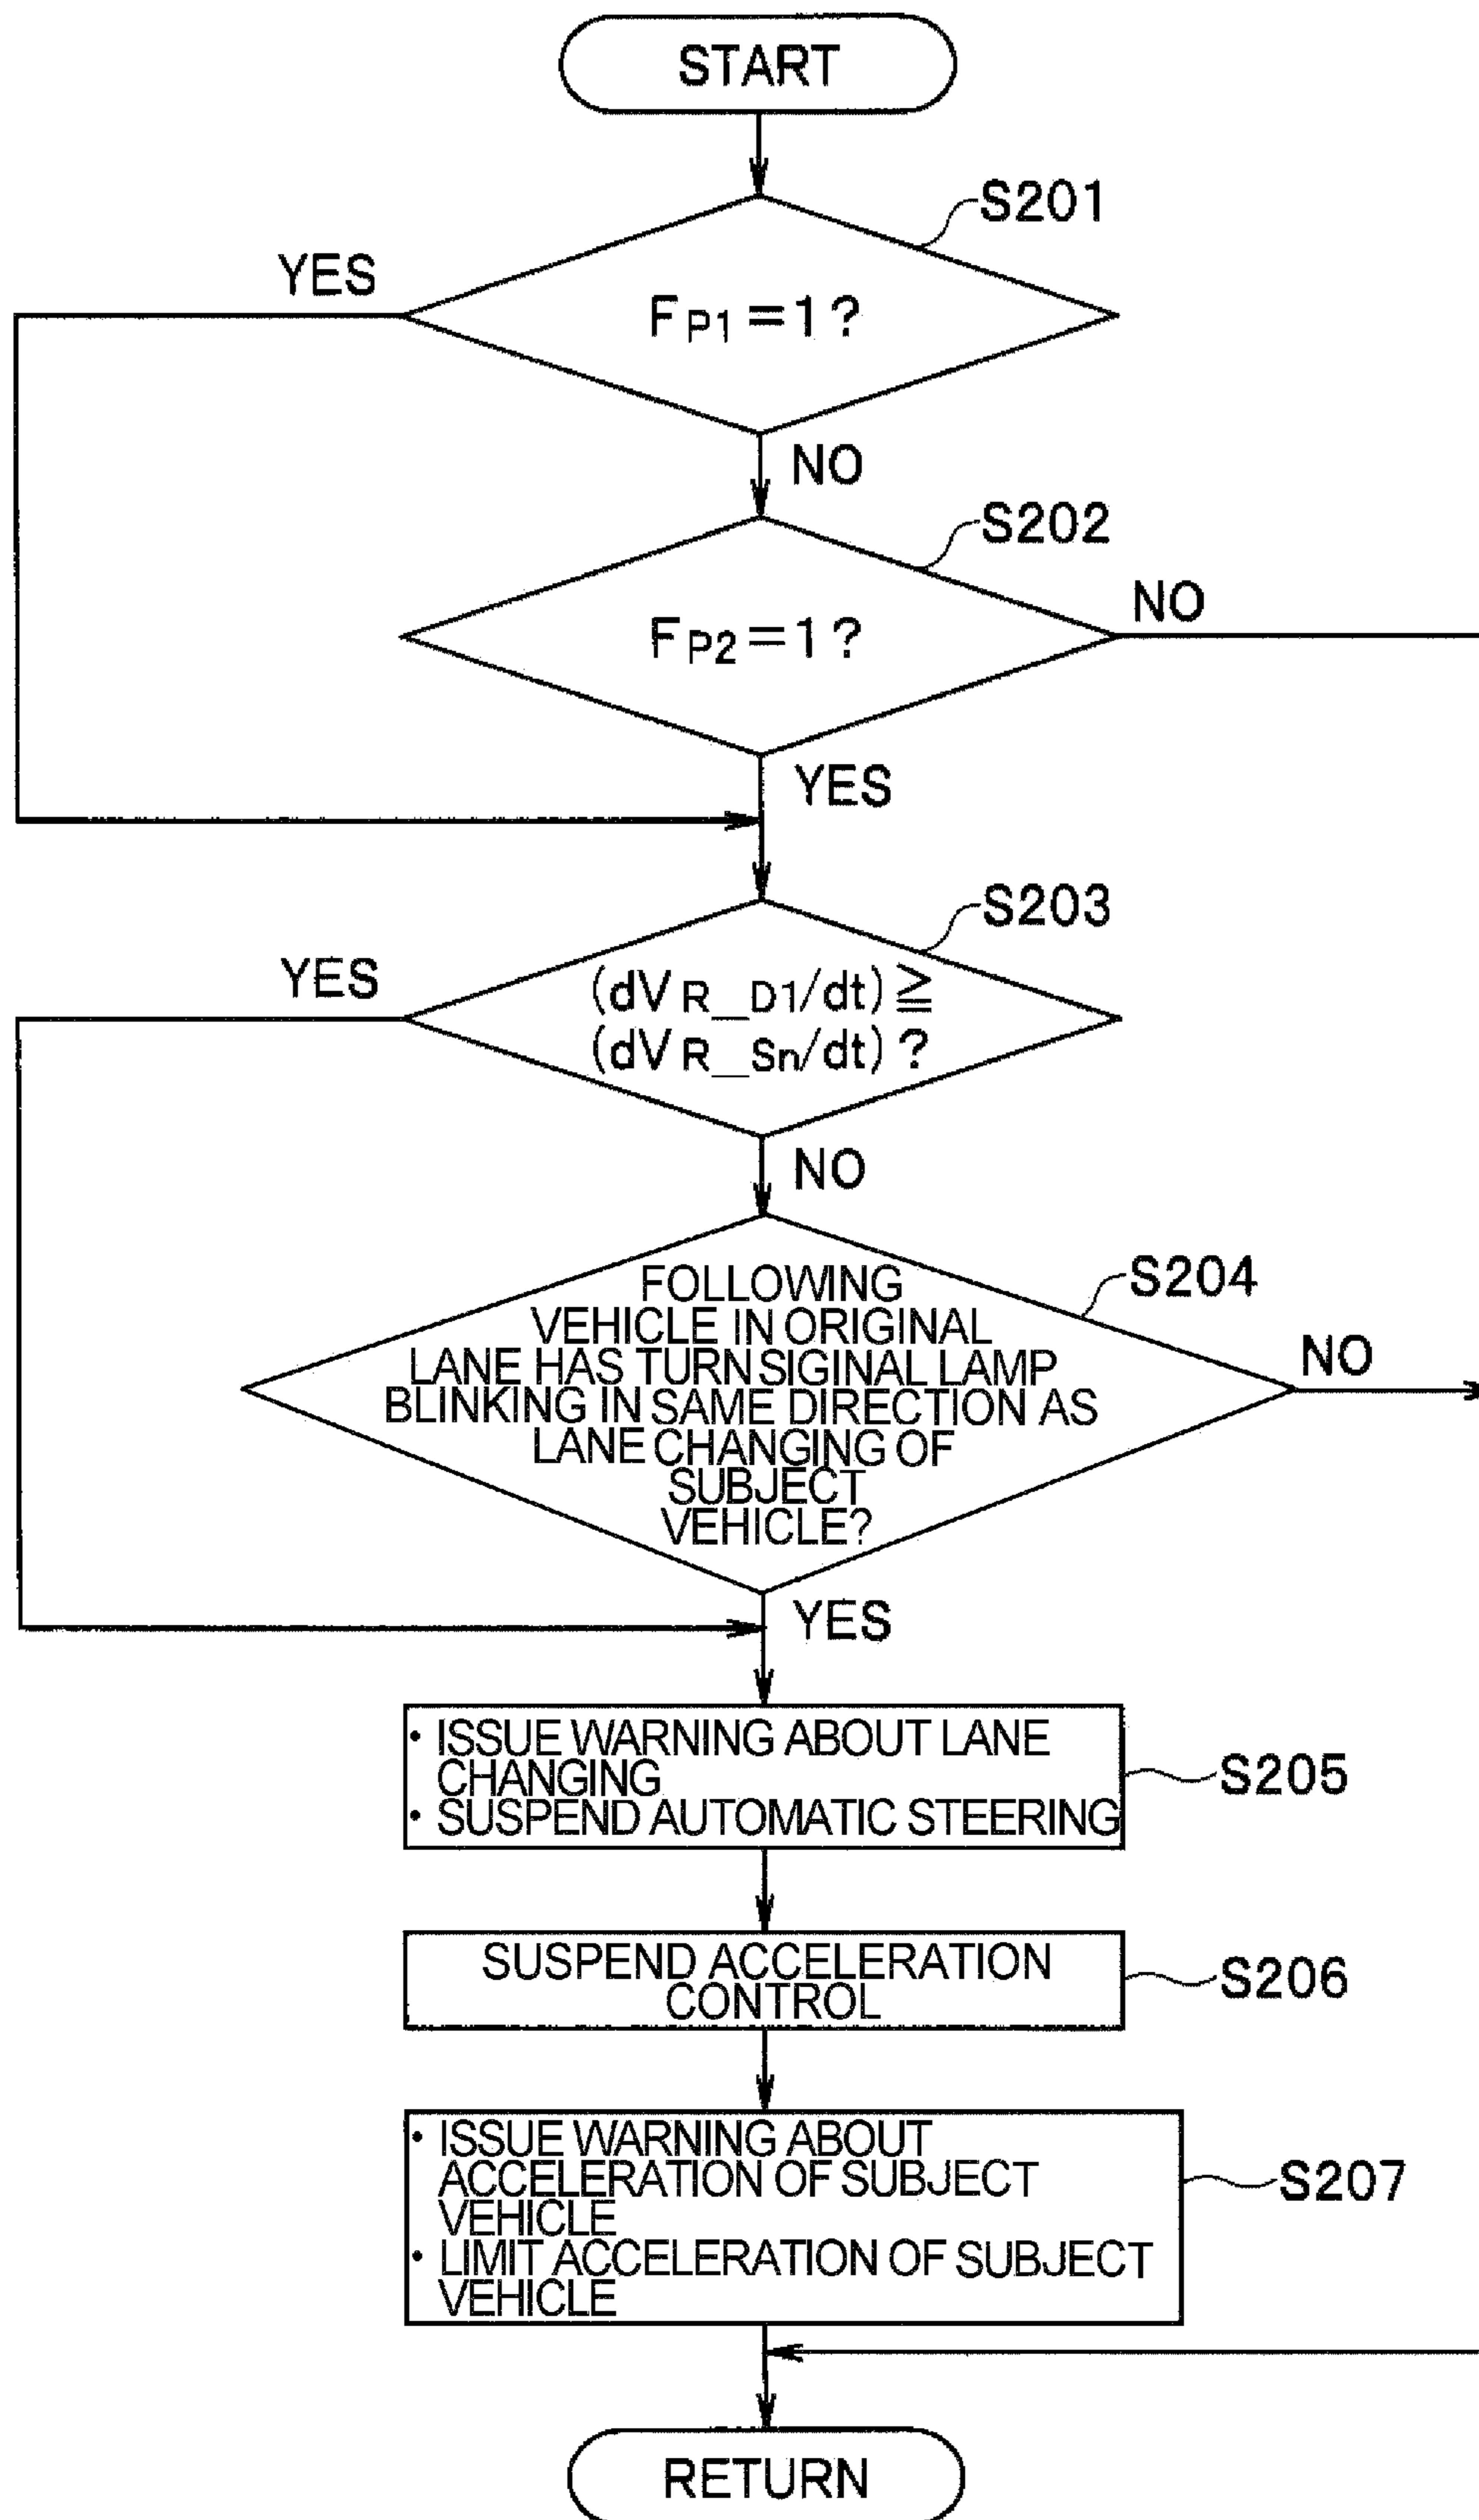 START
S201
YES
FP1=1?
NO
S202
NO
FP2=1?
YES
S203
YES
(dVR_D1/dt)≧
(dVR_Sn/dt)?
NO
S204
FOLLOWING
VEHICLE IN ORIGINAL
LANE HAS TURN SIGINAL LAMP
BLINKING IN SAME DIRECTION AS
LANE CHANGING OF
SUBJECT
VEHICLE?
NO
YES
• ISSUE WARNING ABOUT LANE
CHANGING
• SUSPEND AUTOMATIC STEERING
S205
SUSPEND ACCELERATION
CONTROL
S206
• ISSUE WARNING ABOUT
ACCELERATION OF SUBJECT
VEHICLE
• LIMIT ACCELERATION OF SUBJECT
VEHICLE
S207
RETURN